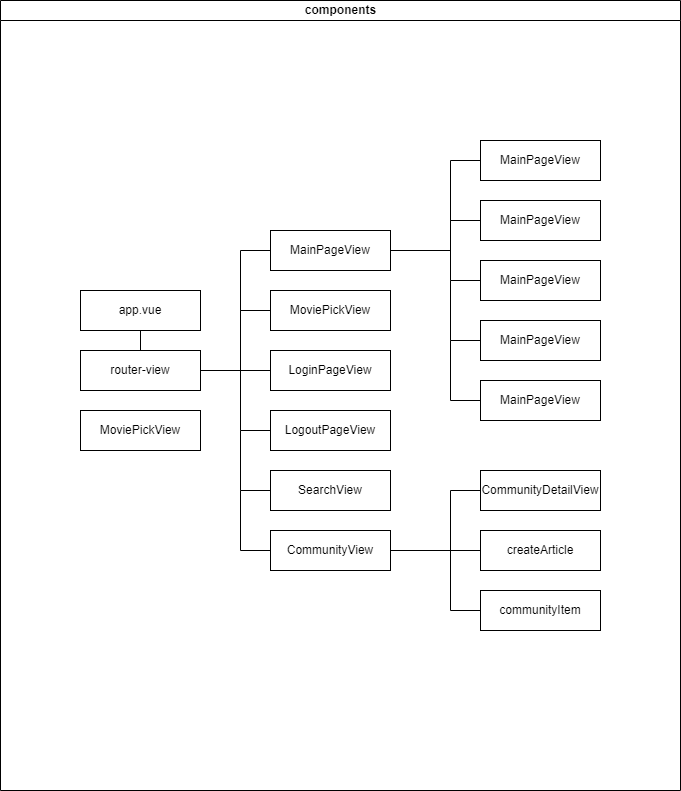 components
app.vue
router-view
MoviePickView
MainPageView
MoviePickView
LoginPageView
LogoutPageView
SearchView
CommunityView
MainPageView
MainPageView
MainPageView
MainPageView
MainPageView
CommunityDetailView
createArticle
communityItem